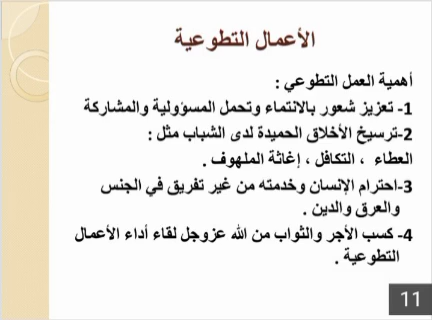 الأعمال التطوعية
أهمية العمل التطوعي :
1- تعزيز شعور بالانتماء وتحمل المسؤولية والمشاركة
2-ترسيخ الأخلاق الحميدة لدى الشباب مثل :
العطاء ، التكافل ، إغاثة الملهوف .
3-احترام الإنسان وخدمته من غير تفريق في الجنس
والعرق والدين .
4- كسب الأجر والثواب من الله عزوجل لقاء أداء الأعمال
التطوعية .
11